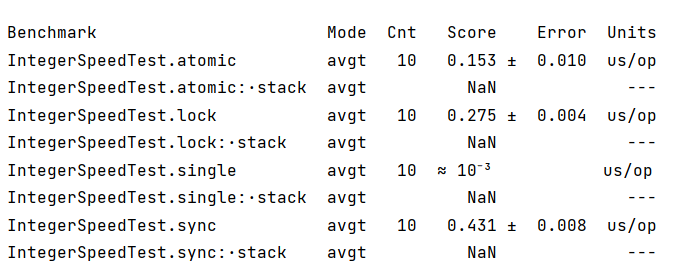 Benchmark                       Mode  Cnt   Score    Error  Units
IntegerSpeedTest.atomic         avgt   10   0.153 ±  0.010  us/op
IntegerSpeedTest.atomic:·stack  avgt          NaN             ---
IntegerSpeedTest.lock           avgt   10   0.275 ±  0.004  us/op
IntegerSpeedTest.lock:·stack    avgt          NaN             ---
IntegerSpeedTest.single         avgt   10  ≈ 10⁻³           us/op
IntegerSpeedTest.single:·stack  avgt          NaN             ---
IntegerSpeedTest.sync           avgt   10   0.431 ±  0.008  us/op
IntegerSpeedTest.sync:·stack    avgt          NaN             ---